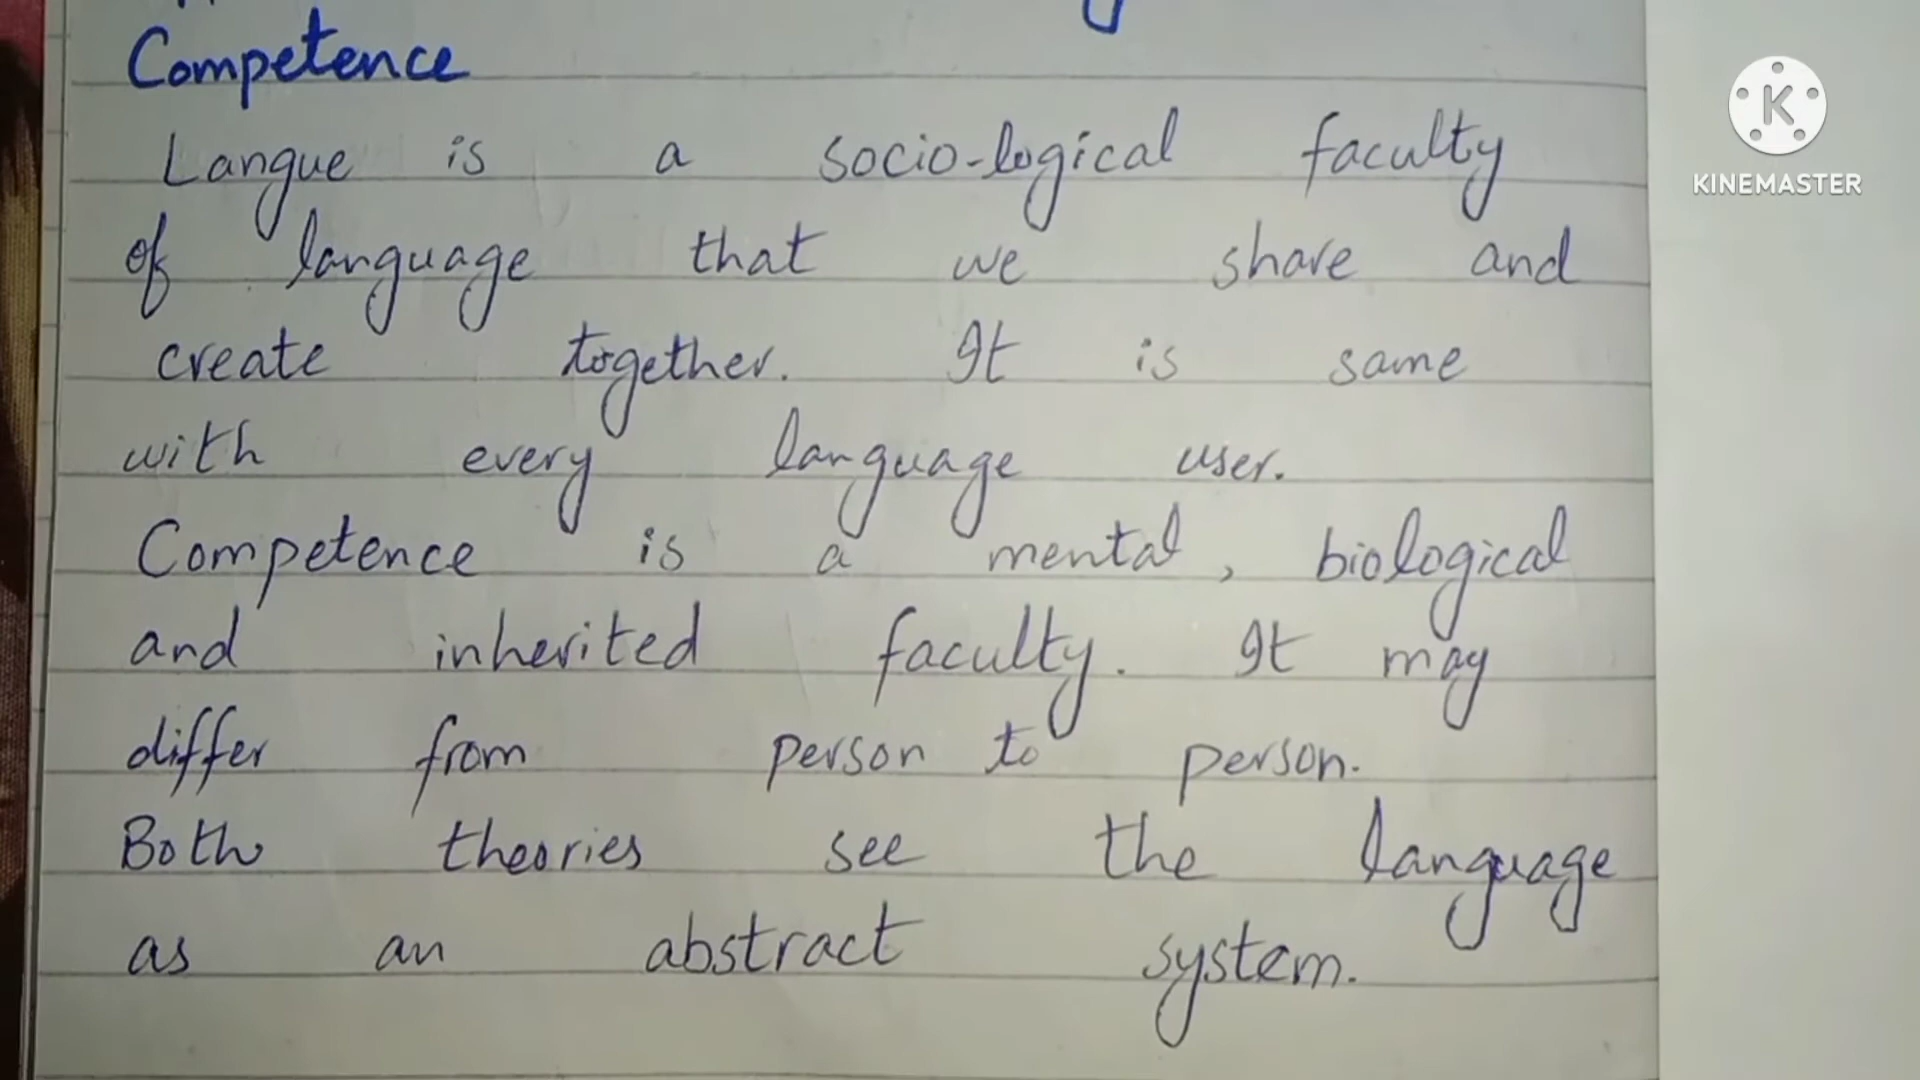 Competence
Langue is a socio-logical faculty
of language that we share and
create together. It is same
with every language user.
Competence is a mental, biological
and inherited faculty. It may
differ from person to person.
Both theories see the language
as an abstract system.
K
KINEMASTER